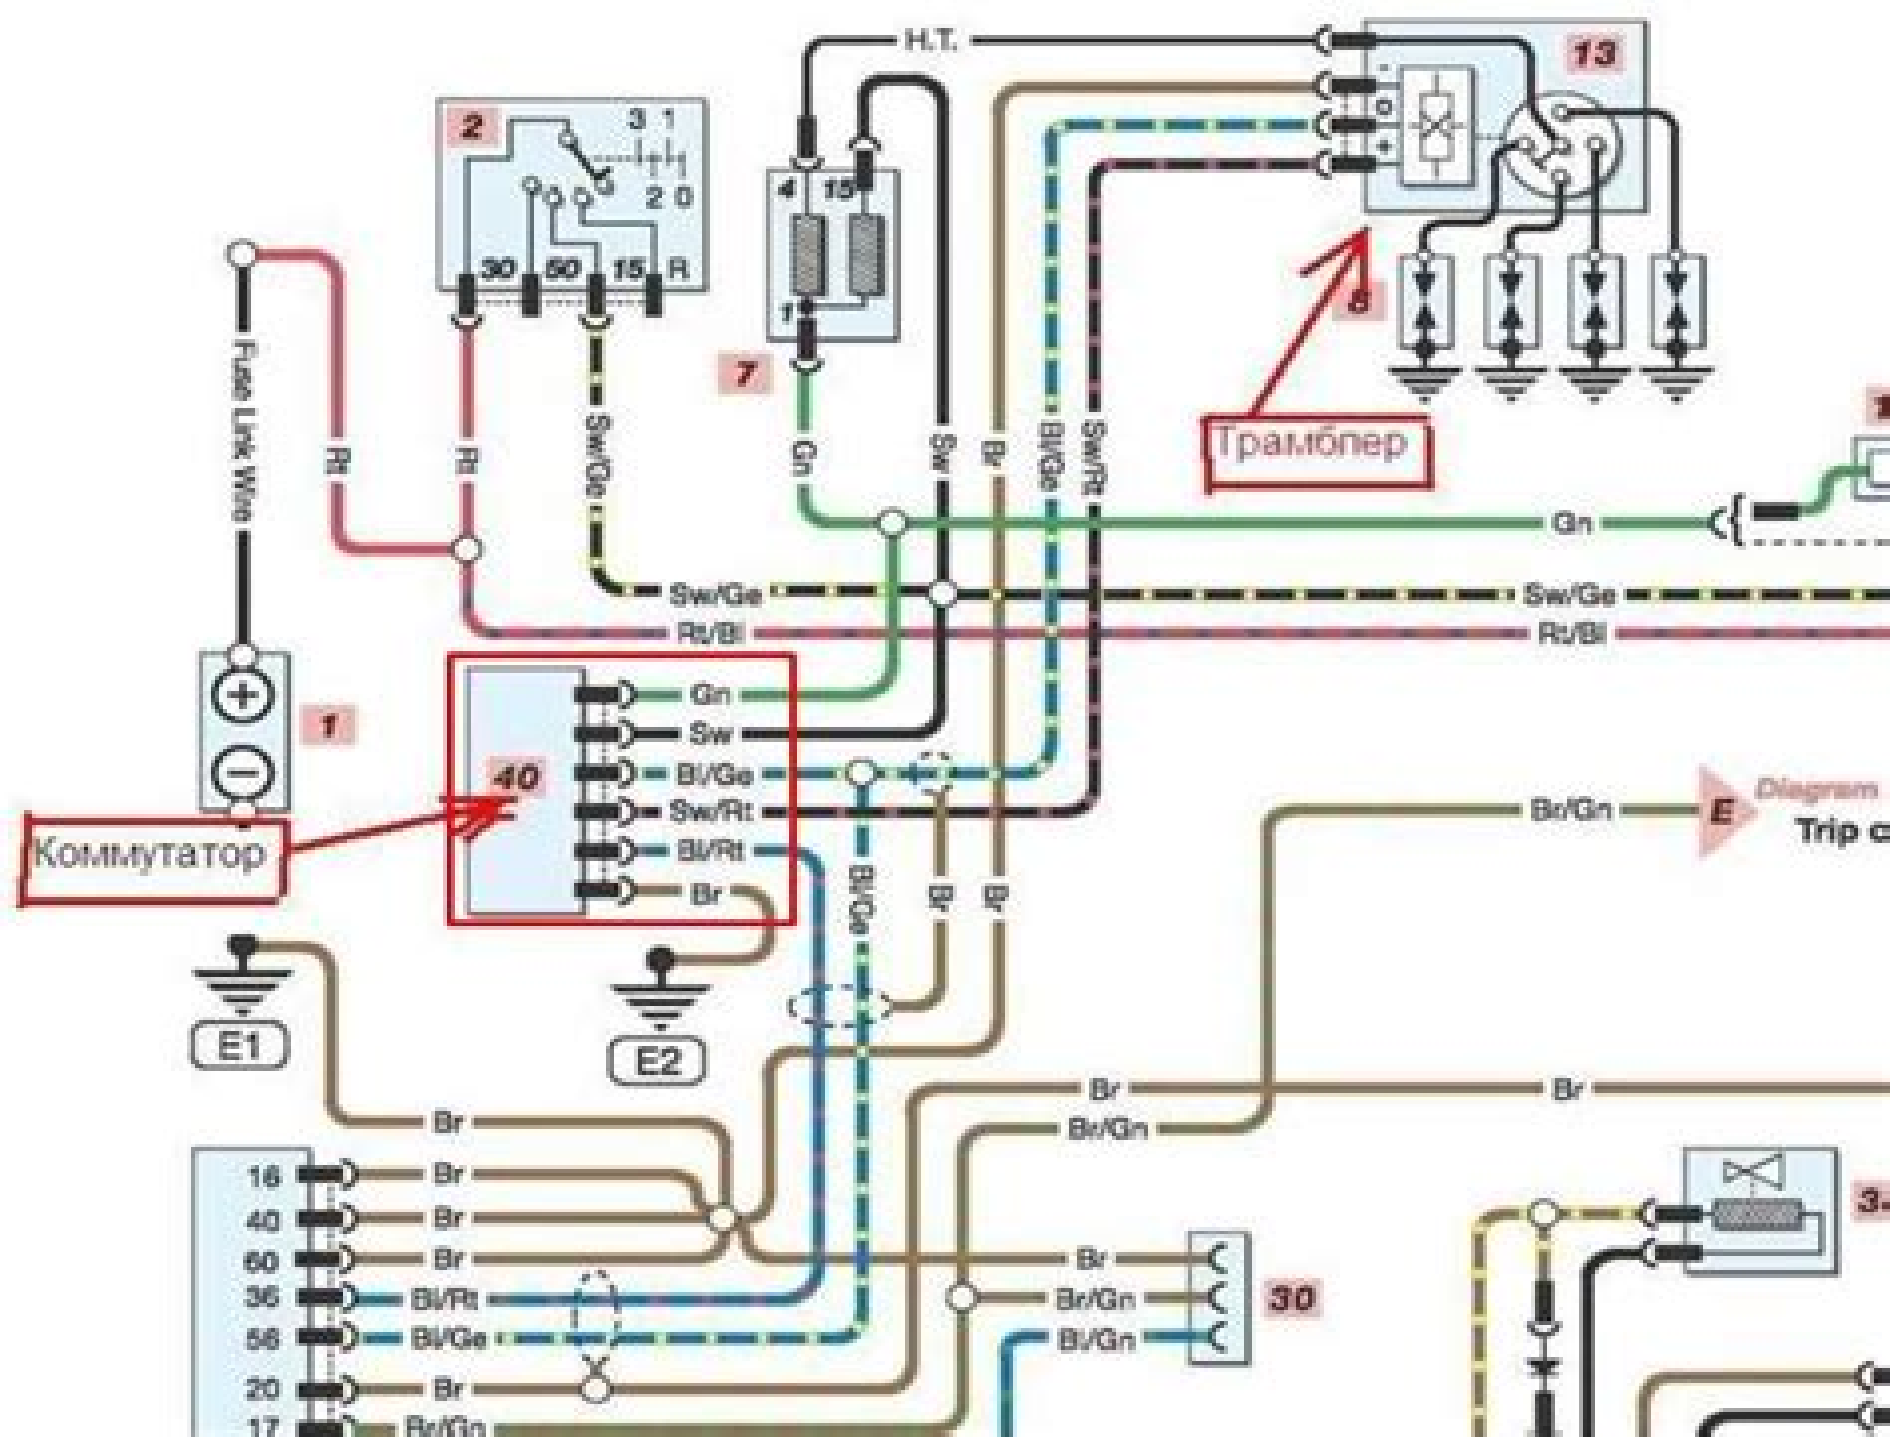 H.T.
13
2
3 1
2 0
30 50 15 R
4 15
1
7
-
0
+
8
Трамблер
Fuse Link Wire
Rt
Rt
Sw/Ge
Gn
Sw
Br
Bl/Ge
Sw/Rt
Gn
Sw/Ge
Sw/Ge
Rt/Bl
Rt/Bl
+
−
1
40
Gn
Sw
Bl/Ge
Sw/Rt
Bl/Rt
Br
Коммутатор
Bl/Ge
Br
Br
Br/Gn
E
Diagram
Trip c
E1
E2
Br
Br
Br
Br/Gn
16 Br
40 Br
60 Br
36 Bl/Rt
56 Bl/Ge
20 Br
17 Br/Gn
Br
Br/Gn
Bl/Gn
30